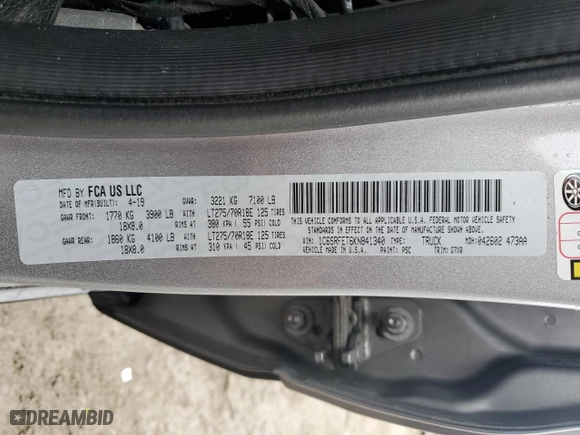 MFD BY FCA US LLC
DATE OF MFR(BUILT): 4-19 GVWR: 3221 KG 7100 LB
GAWR FRONT: 1770 KG 3900 LB WITH LT275/70R18E 125 TIRES
18X8.0 RIMS AT 380 KPA ( 55 PSI) COLD
GAWR REAR: 1860 KG 4100 LB WITH LT275/70R18E 125 TIRES
18X8.0 RIMS AT 310 KPA ( 45 PSI) COLD
THIS VEHICLE CONFORMS TO ALL APPLICABLE U.S.A. FEDERAL MOTOR VEHICLE SAFETY
STANDARDS IN EFFECT ON THE DATE OF MANUFACTURE SHOWN ABOVE.
VIN: 1C6SRFET6KN841340 TYPE: TRUCK MDH: 042602 473AA
VEHICLE MADE IN U.S.A. PAINT: PSC TRIM: G7XR
DREAMBID